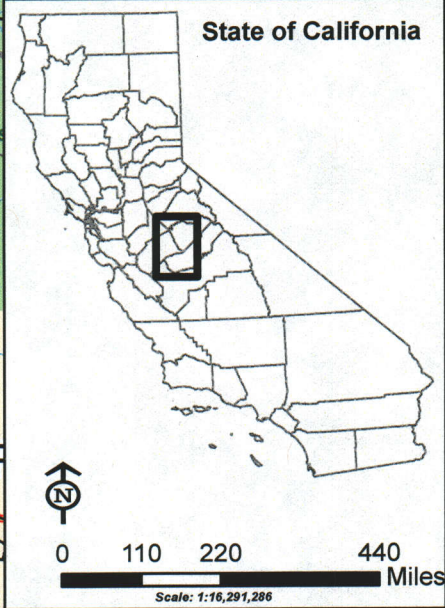 State of California
N
0 110 220 440
Miles
Scale: 1:16,291,286